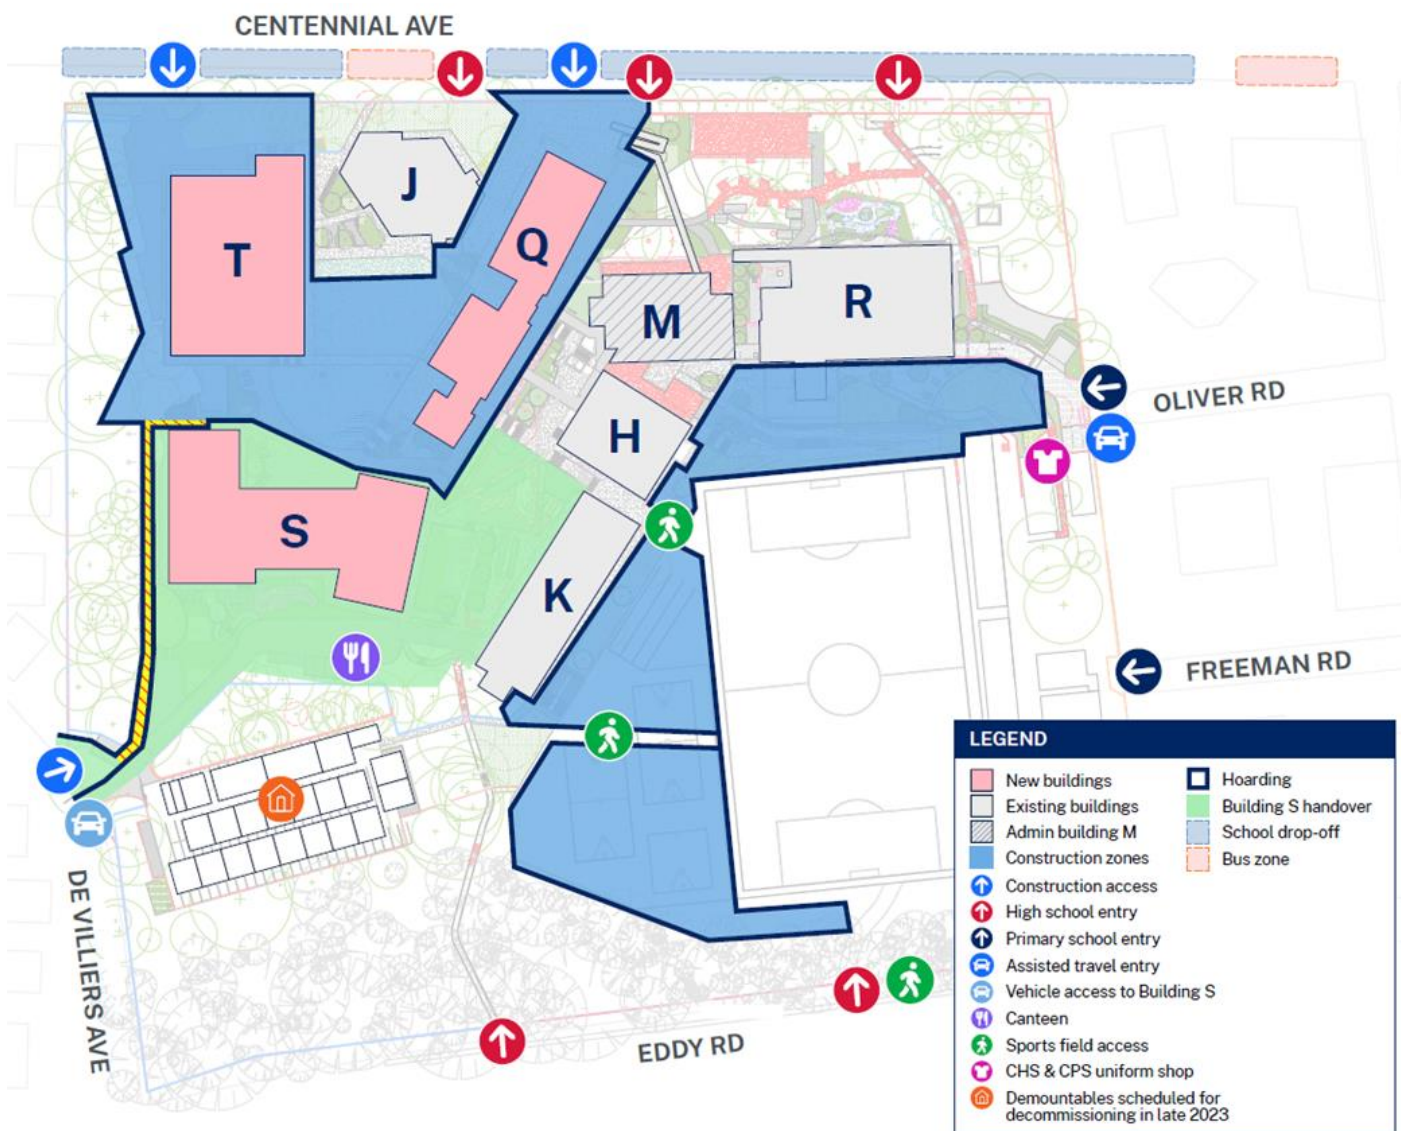 CENTENNIAL AVE
J
T
Q
M
R
H
S
K
OLIVER RD
FREEMAN RD
DE VILLIERS AVE
EDDY RD
LEGEND
New buildings
Existing buildings
Admin building M
Construction zones
Construction access
High school entry
Primary school entry
Assisted travel entry
Vehicle access to Building S
Canteen
Sports field access
CHS & CPS uniform shop
Demountables scheduled for
decommissioning in late 2023
Hoarding
Building S handover
School drop-off
Bus zone